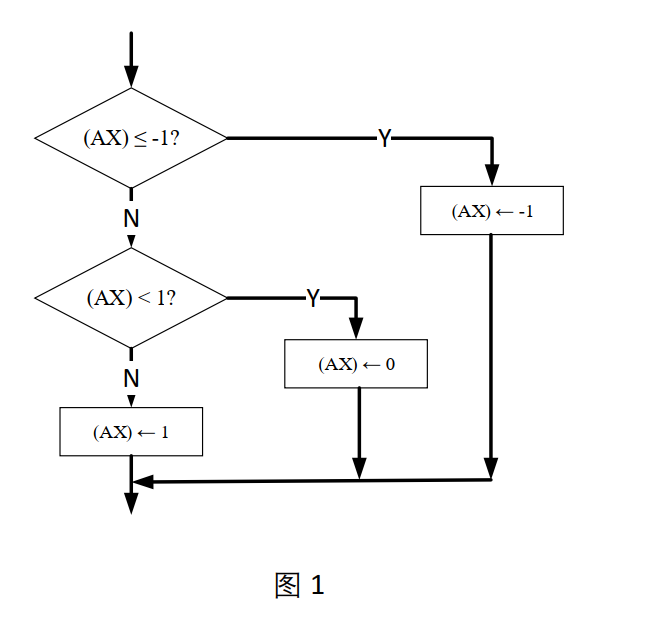 (AX) ≤ -1?
Y
(AX) ← -1
N
(AX) < 1?
Y
(AX) ← 0
N
(AX) ← 1
图 1